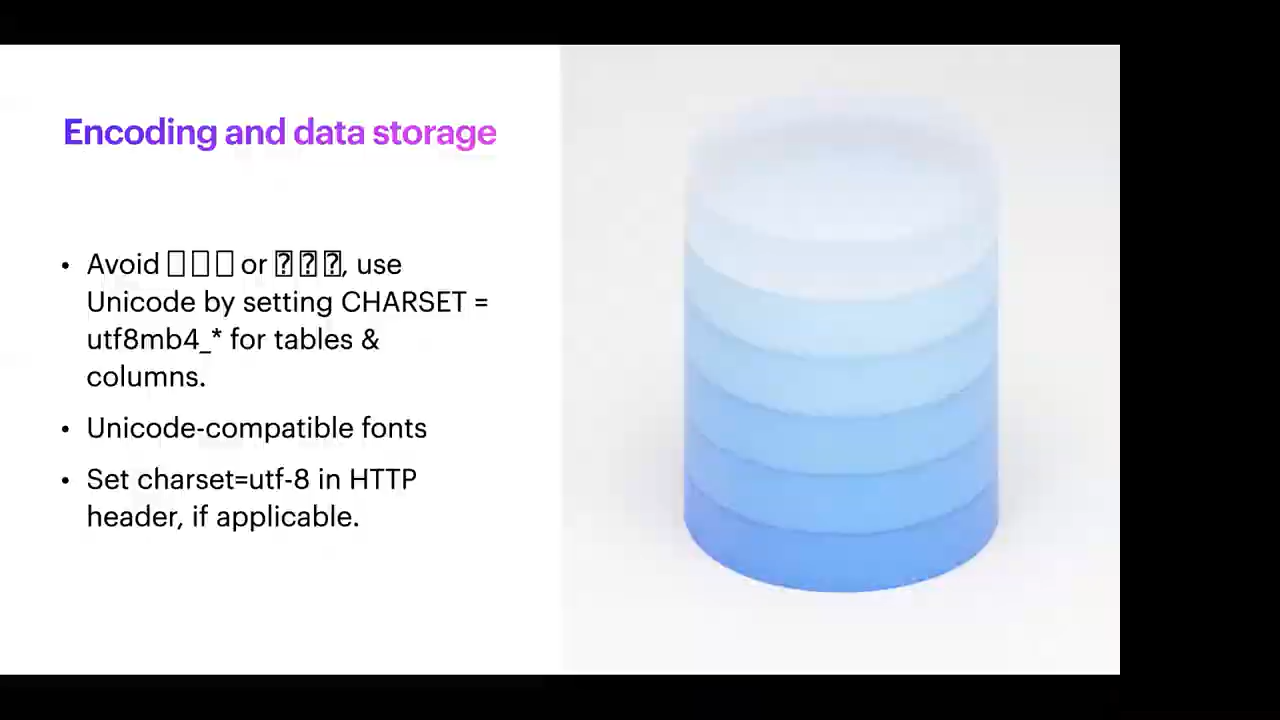 Encoding and data storage
• Avoid □□□ or ⍰⍰⍰, use
Unicode by setting CHARSET =
utf8mb4_* for tables &
columns.
• Unicode-compatible fonts
• Set charset=utf-8 in HTTP
header, if applicable.